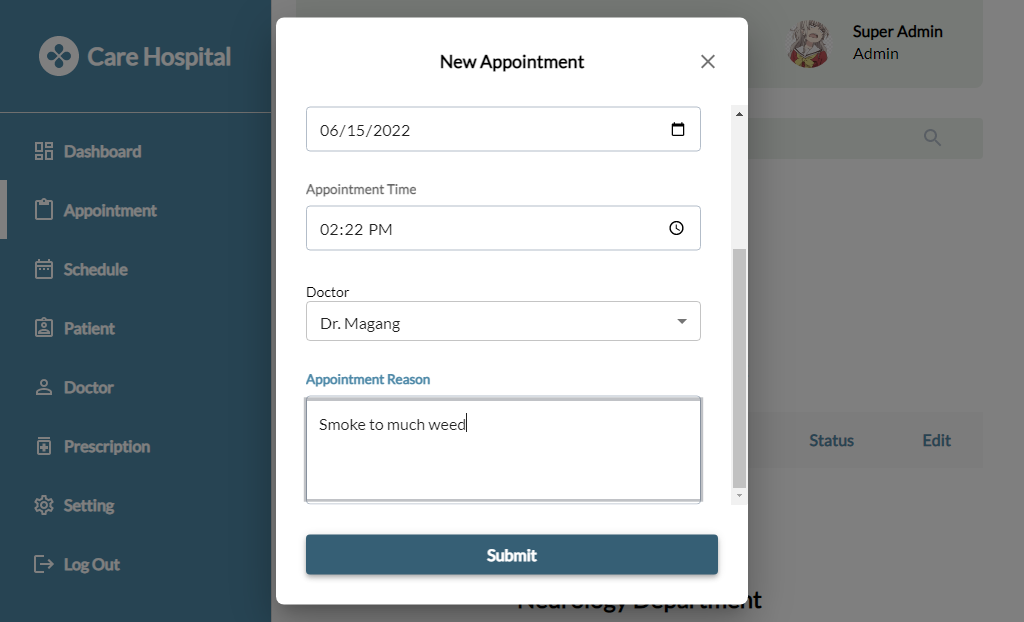 Care Hospital
Dashboard
Appointment
Schedule
Patient
Doctor
Prescription
Setting
Log Out
New Appointment
06/15/2022
Appointment Time
02:22 PM
Doctor
Dr. Magang
Appointment Reason
Smoke to much weed
Submit
Super Admin
Admin
Status
Edit
Neurology Department